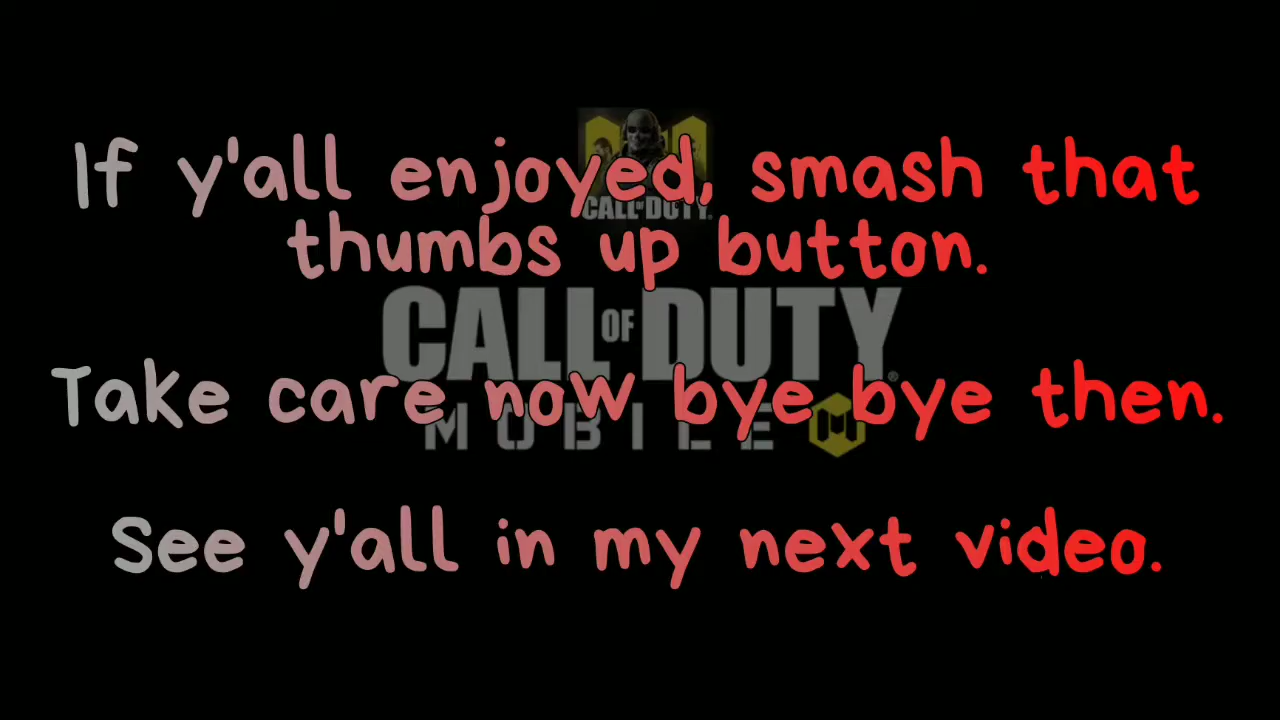 CALL OF DUTY
If y'all enjoyed, smash that
thumbs up button.
CALL OF DUTY®
MOBILE
Take care now bye bye then.
See y'all in my next video.